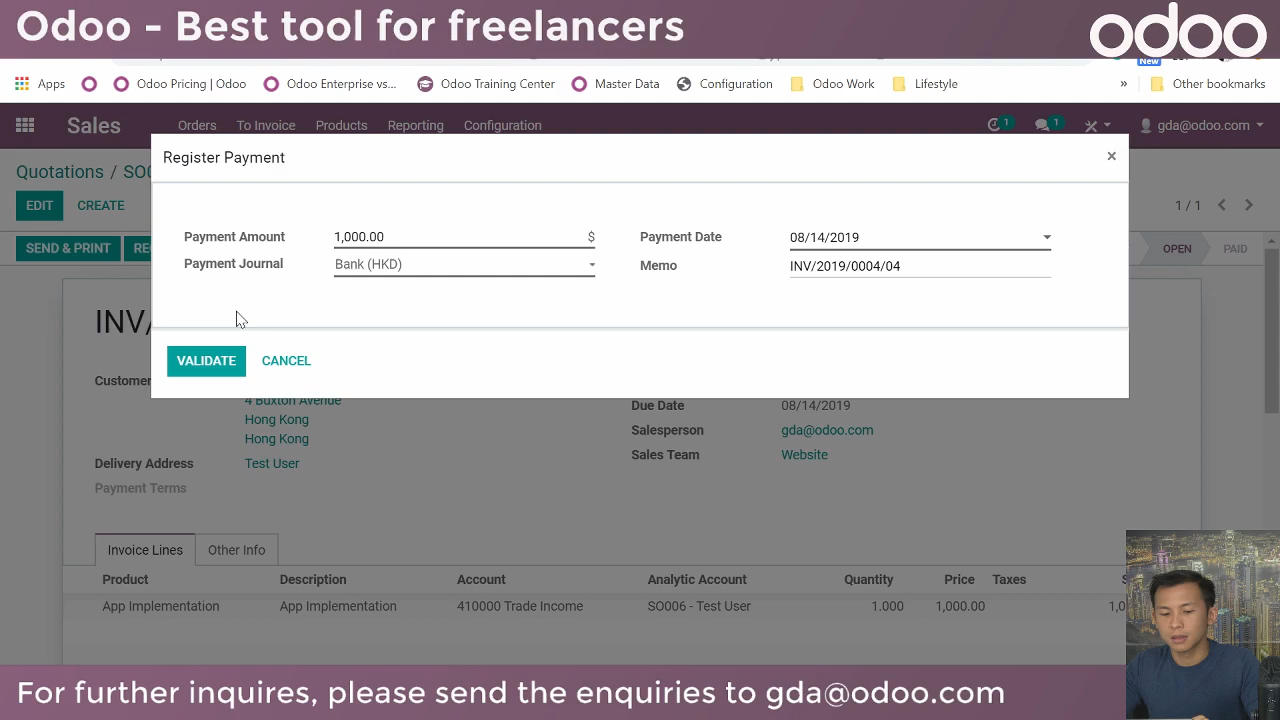 Odoo - Best tool for freelancers
odoo
New
Apps
Odoo Pricing | Odoo
Odoo Enterprise vs...
Odoo Training Center
Master Data
Configuration
Odoo Work
Lifestyle
»
Other bookmarks
Sales
Orders
To Invoice
Products
Reporting
Configuration
1
1
gda@odoo.com
Quotations /
Register Payment
×
EDIT
CREATE
1 / 1
SEND & PRINT
OPEN
PAID
Payment Amount
1,000.00
$
Payment Date
08/14/2019
Payment Journal
Bank (HKD)
Memo
INV/2019/0004/04
INV/
VALIDATE
CANCEL
Customer
4 Buxton Avenue
Hong Kong
Hong Kong
Due Date
08/14/2019
Salesperson
gda@odoo.com
Sales Team
Website
Delivery Address
Test User
Payment Terms
Invoice Lines
Other Info
Product
Description
Account
Analytic Account
Quantity
Price
Taxes
App Implementation
App Implementation
410000 Trade Income
SO006 - Test User
1.000
1,000.00
For further inquires, please send the enquiries to gda@odoo.com